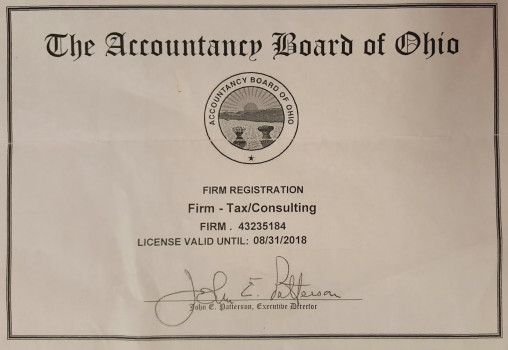 The Accountancy Board of Ohio
ACCOUNTANCY BOARD OF OHIO
FIRM REGISTRATION
Firm - Tax/Consulting
FIRM . 43235184
LICENSE VALID UNTIL: 08/31/2018
John E. Patterson
John E. Patterson, Executive Director